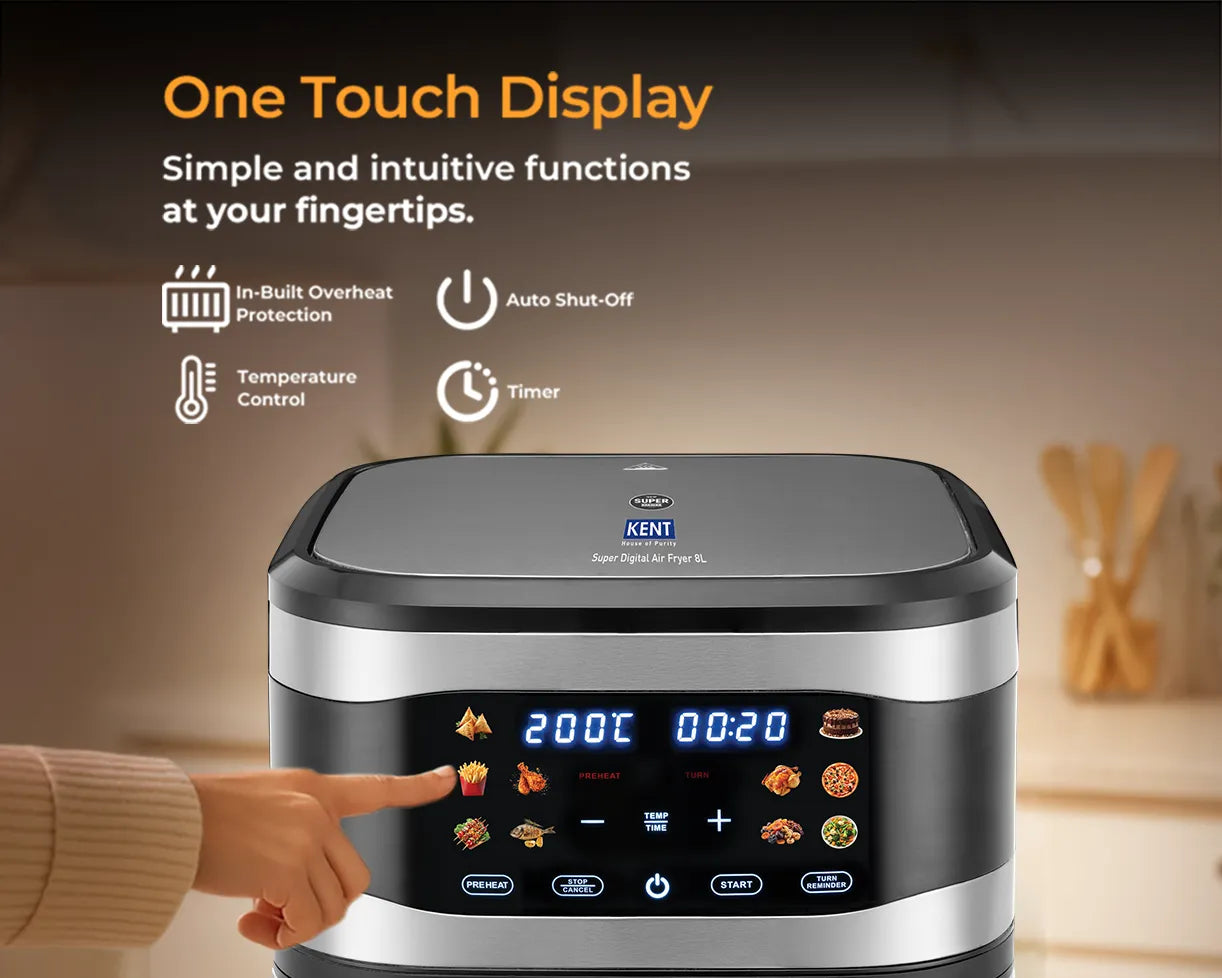 One Touch Display
Simple and intuitive functions
at your fingertips.
In-Built Overheat
Protection
Auto Shut-Off
Temperature
Control
Timer
SUPER
KENT
House of Purity
Super Digital Air Fryer 8L
200℃
00:20
PREHEAT
TURN
TEMP
TIME
PREHEAT
STOP
CANCEL
START
TURN
REMINDER